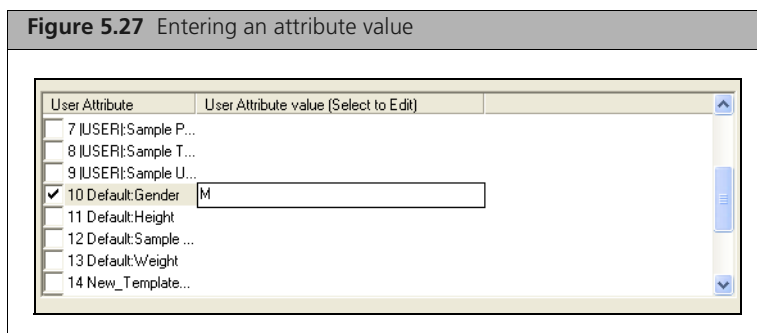 Figure 5.27 Entering an attribute value
User Attribute User Attribute value (Select to Edit)
7 |USER|:Sample P...
8 |USER|:Sample T...
9 |USER|:Sample U...
10 Default:Gender M
11 Default:Height
12 Default:Sample ...
13 Default:Weight
14 New_Template...